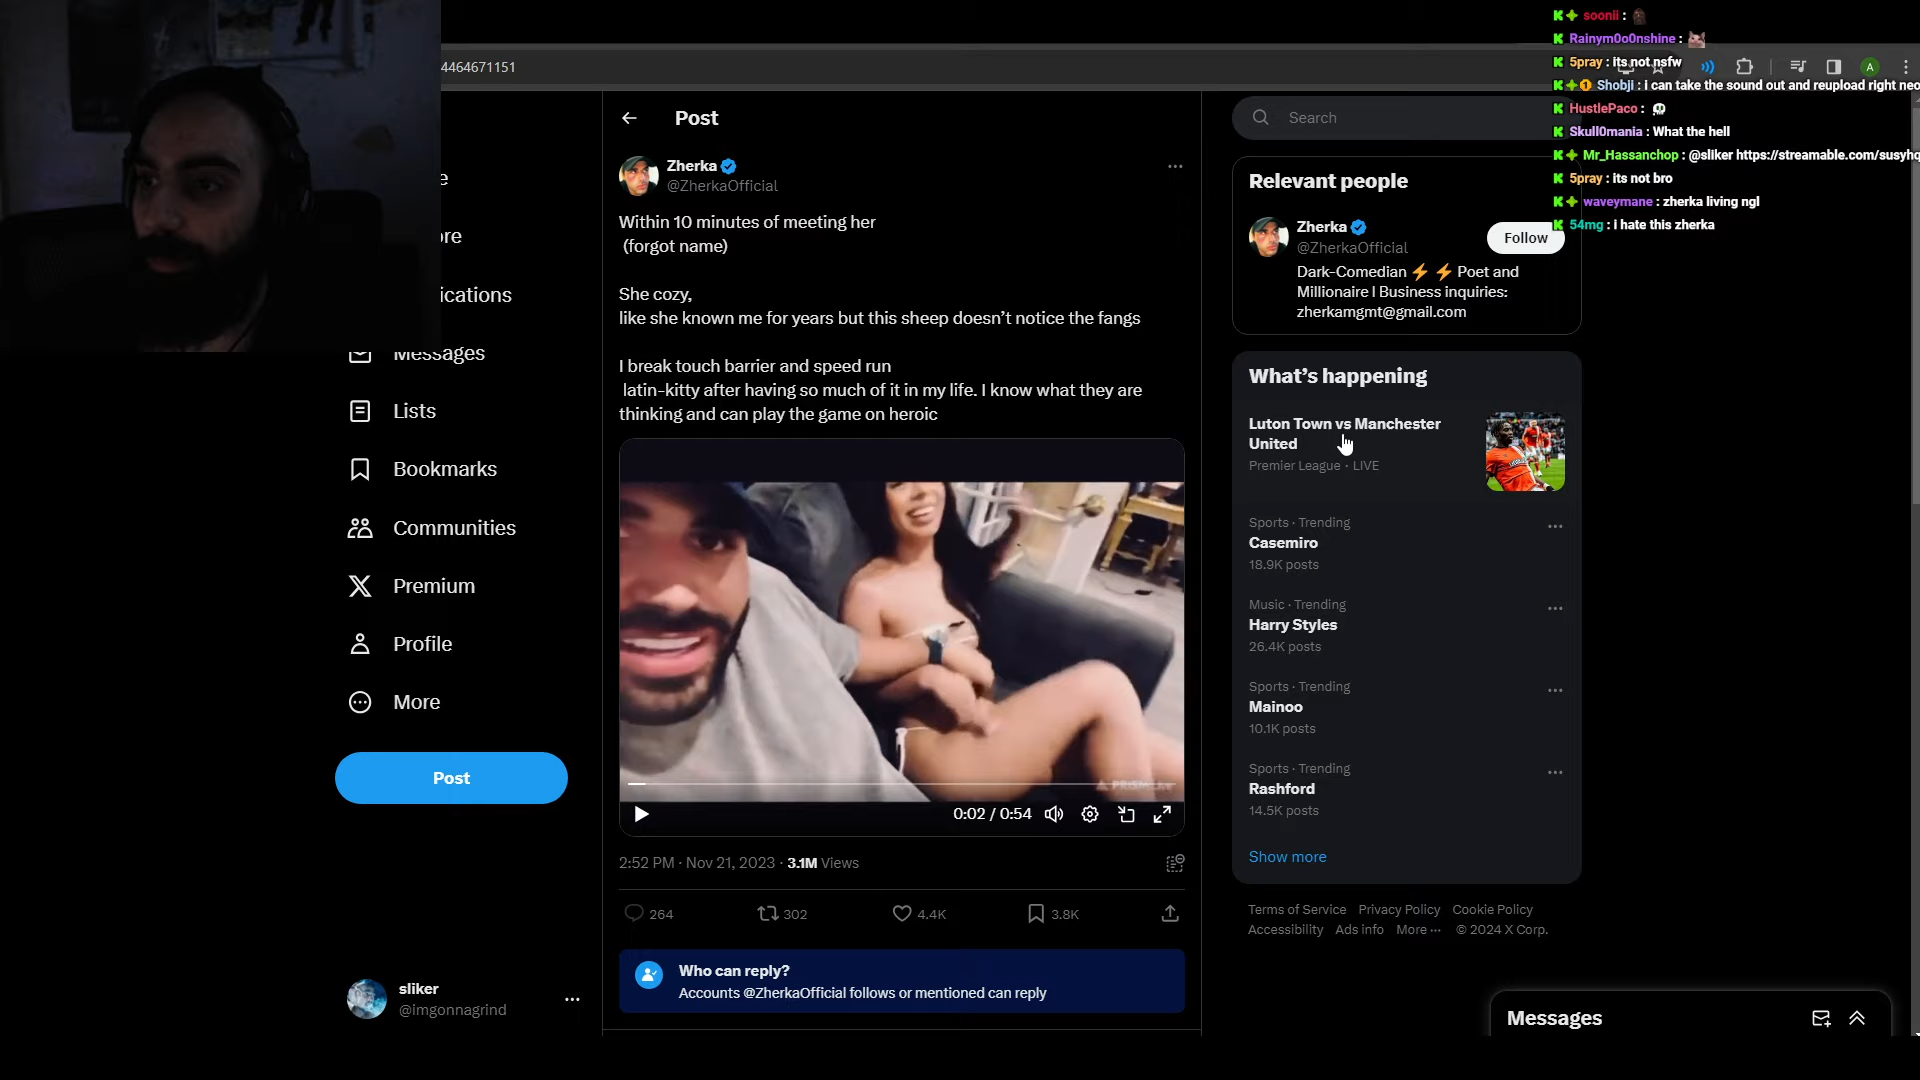 4464671151
Post
Zherka
@ZherkaOfficial
Within 10 minutes of meeting her
(forgot name)
She cozy,
like she known me for years but this sheep doesn’t notice the fangs
I break touch barrier and speed run
latin-kitty after having so much of it in my life. I know what they are
thinking and can play the game on heroic
0:02 / 0:54
2:52 PM · Nov 21, 2023 · 3.1M Views
264
302
4.4K
3.8K
Who can reply?
Accounts @ZherkaOfficial follows or mentioned can reply
e
ore
ications
Messages
Lists
Bookmarks
Communities
Premium
Profile
More
Post
sliker
@imgonnagrind
Search
Relevant people
Zherka
@ZherkaOfficial
Follow
Dark-Comedian ⚡ ⚡ Poet and
Millionaire l Business inquiries:
zherkamgmt@gmail.com
What’s happening
Luton Town vs Manchester
United
Premier League · LIVE
Sports · Trending
Casemiro
18.9K posts
Music · Trending
Harry Styles
26.4K posts
Sports · Trending
Mainoo
10.1K posts
Sports · Trending
Rashford
14.5K posts
Show more
Terms of Service Privacy Policy Cookie Policy
Accessibility Ads info More ··· © 2024 X Corp.
Messages
soonii :
Rainym0o0nshine :
5pray : its not nsfw
Shobji : i can take the sound out and reupload right neo
HustlePaco :
Skull0mania : What the hell
Mr_Hassanchop : @sliker https://streamable.com/susyhq
5pray : its not bro
waveymane : zherka living ngl
54mg : i hate this zherka
A